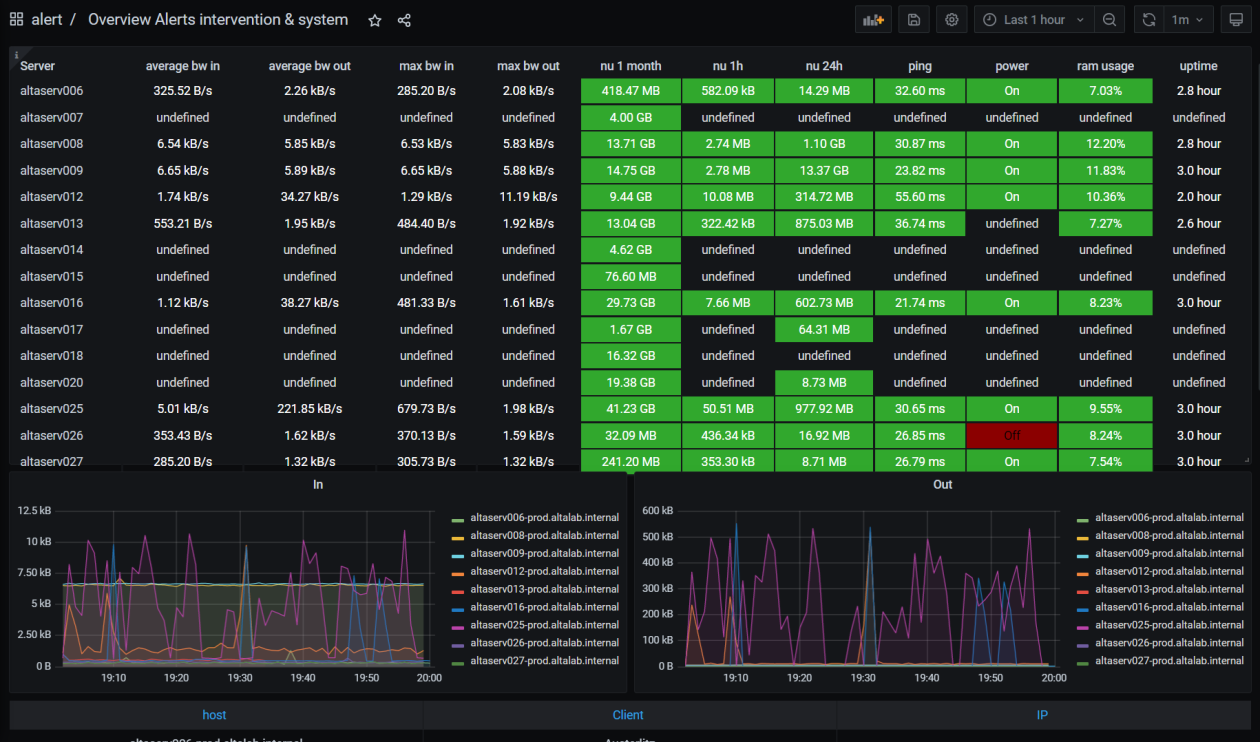 alert / Overview Alerts intervention & system Last 1 hour 1m
Server average bw in average bw out max bw in max bw out nu 1 month nu 1h nu 24h ping power ram usage uptime
altaserv006 325.52 B/s 2.26 kB/s 285.20 B/s 2.08 kB/s 418.47 MB 582.09 kB 14.29 MB 32.60 ms On 7.03% 2.8 hour
altaserv007 undefined undefined undefined undefined 4.00 GB undefined undefined undefined undefined undefined undefined
altaserv008 6.54 kB/s 5.85 kB/s 6.53 kB/s 5.83 kB/s 13.71 GB 2.74 MB 1.10 GB 30.87 ms On 12.20% 2.8 hour
altaserv009 6.65 kB/s 5.89 kB/s 6.65 kB/s 5.88 kB/s 14.75 GB 2.78 MB 13.37 GB 23.82 ms On 11.83% 3.0 hour
altaserv012 1.74 kB/s 34.27 kB/s 1.29 kB/s 11.19 kB/s 9.44 GB 10.08 MB 314.72 MB 55.60 ms On 10.36% 2.0 hour
altaserv013 553.21 B/s 1.95 kB/s 484.40 B/s 1.92 kB/s 13.04 GB 322.42 kB 875.03 MB 36.74 ms undefined 7.27% 2.6 hour
altaserv014 undefined undefined undefined undefined 4.62 GB undefined undefined undefined undefined undefined undefined
altaserv015 undefined undefined undefined undefined 76.60 MB undefined undefined undefined undefined undefined undefined
altaserv016 1.12 kB/s 38.27 kB/s 481.33 B/s 1.61 kB/s 29.73 GB 7.66 MB 602.73 MB 21.74 ms On 8.23% 3.0 hour
altaserv017 undefined undefined undefined undefined 1.67 GB undefined 64.31 MB undefined undefined undefined undefined
altaserv018 undefined undefined undefined undefined 16.32 GB undefined undefined undefined undefined undefined undefined
altaserv020 undefined undefined undefined undefined 19.38 GB undefined 8.73 MB undefined undefined undefined undefined
altaserv025 5.01 kB/s 221.85 kB/s 679.73 B/s 1.98 kB/s 41.23 GB 50.51 MB 977.92 MB 30.65 ms On 9.55% 3.0 hour
altaserv026 353.43 B/s 1.62 kB/s 370.13 B/s 1.59 kB/s 32.09 MB 436.34 kB 16.92 MB 26.85 ms Off 8.24% 3.0 hour
altaserv027 285.20 B/s 1.32 kB/s 305.73 B/s 1.32 kB/s 241.20 MB 353.30 kB 8.71 MB 26.79 ms On 7.54% 3.0 hour
In
12.5 kB
10 kB
7.50 kB
5 kB
2.50 kB
0 B
19:10 19:20 19:30 19:40 19:50 20:00
altaserv006-prod.altalab.internal
altaserv008-prod.altalab.internal
altaserv009-prod.altalab.internal
altaserv012-prod.altalab.internal
altaserv013-prod.altalab.internal
altaserv016-prod.altalab.internal
altaserv025-prod.altalab.internal
altaserv026-prod.altalab.internal
altaserv027-prod.altalab.internal
Out
600 kB
500 kB
400 kB
300 kB
200 kB
100 kB
0 B
19:10 19:20 19:30 19:40 19:50 20:00
altaserv006-prod.altalab.internal
altaserv008-prod.altalab.internal
altaserv009-prod.altalab.internal
altaserv012-prod.altalab.internal
altaserv013-prod.altalab.internal
altaserv016-prod.altalab.internal
altaserv025-prod.altalab.internal
altaserv026-prod.altalab.internal
altaserv027-prod.altalab.internal
host Client IP